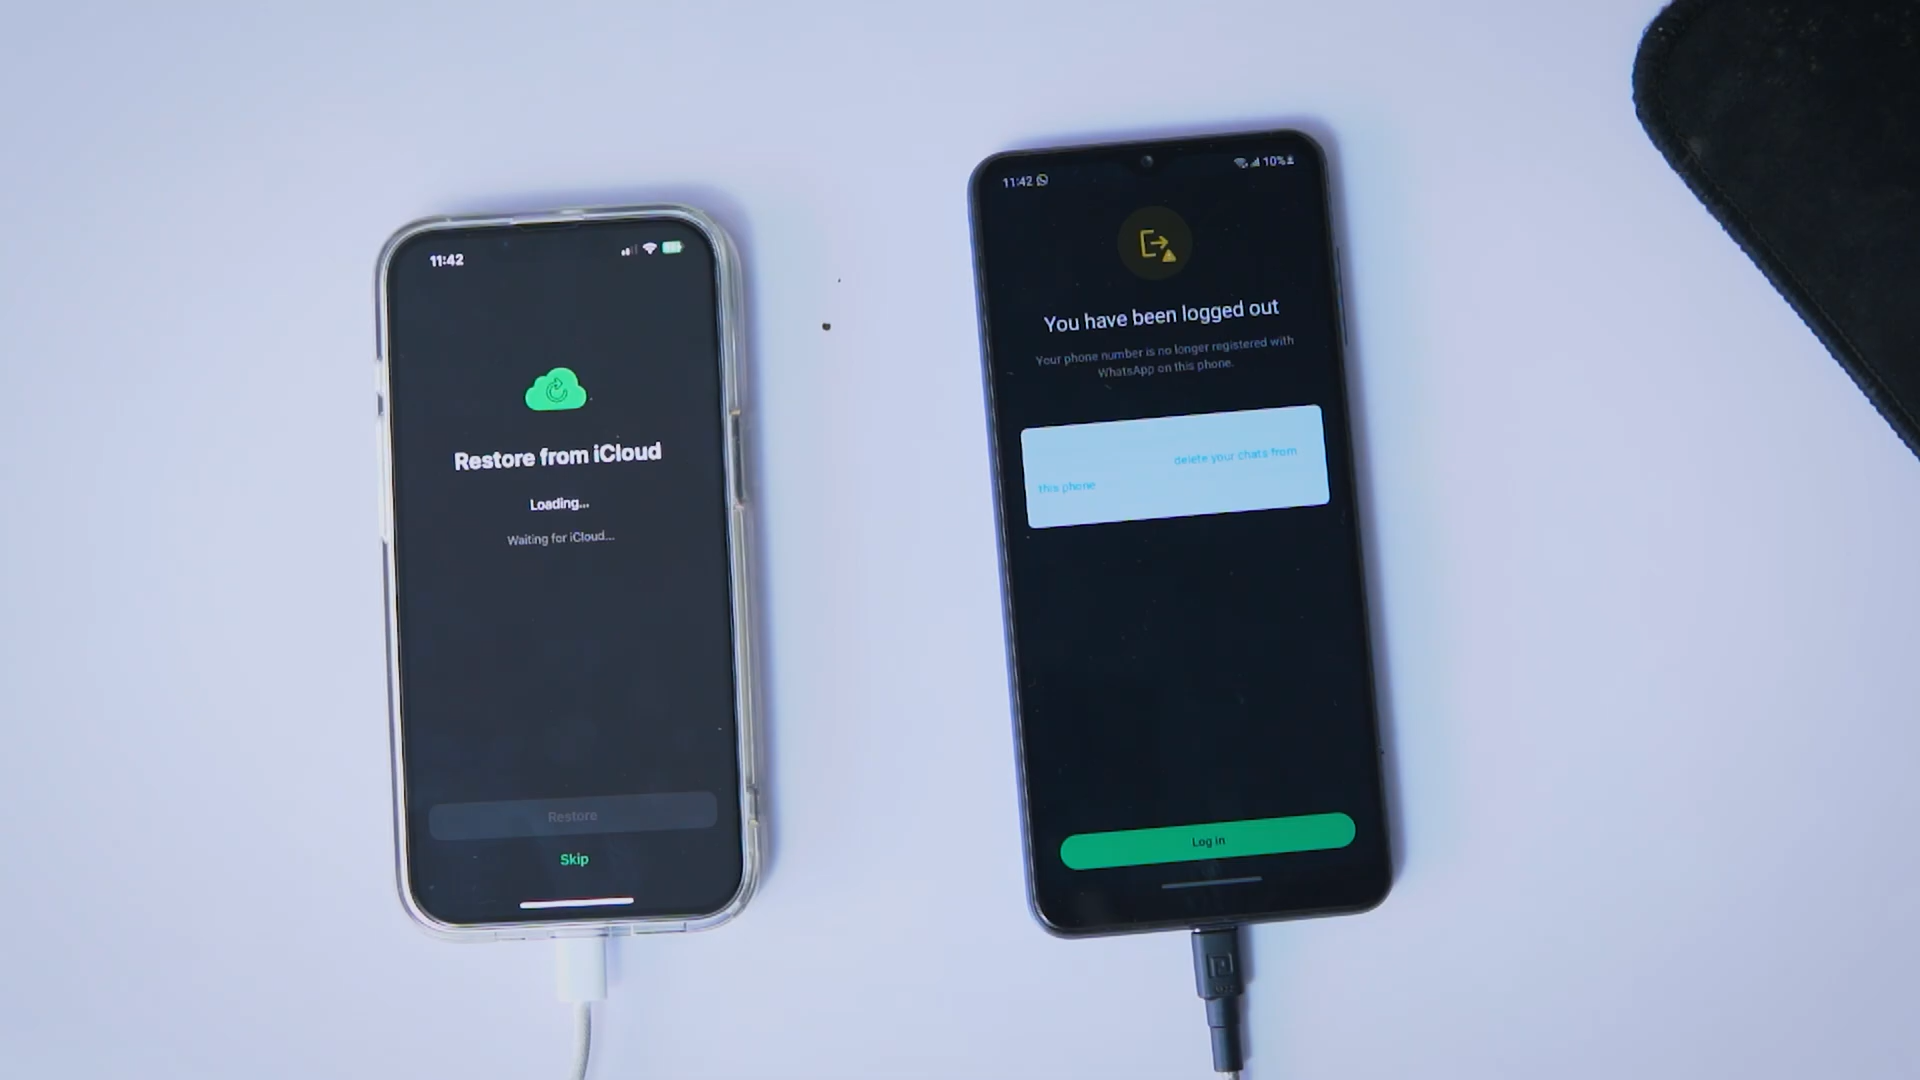 11:42
Restore from iCloud
Loading...
Waiting for iCloud...
Restore
Skip
11:42
10%
You have been logged out
Your phone number is no longer registered with
WhatsApp on this phone.
delete your chats from
this phone
Log in